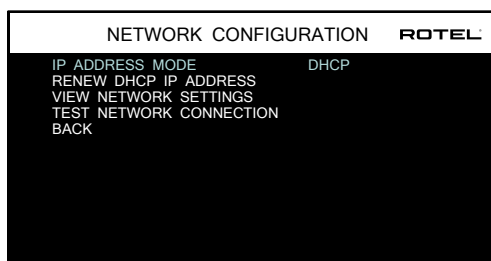 NETWORK CONFIGURATION ROTEL
IP ADDRESS MODE DHCP
RENEW DHCP IP ADDRESS
VIEW NETWORK SETTINGS
TEST NETWORK CONNECTION
BACK